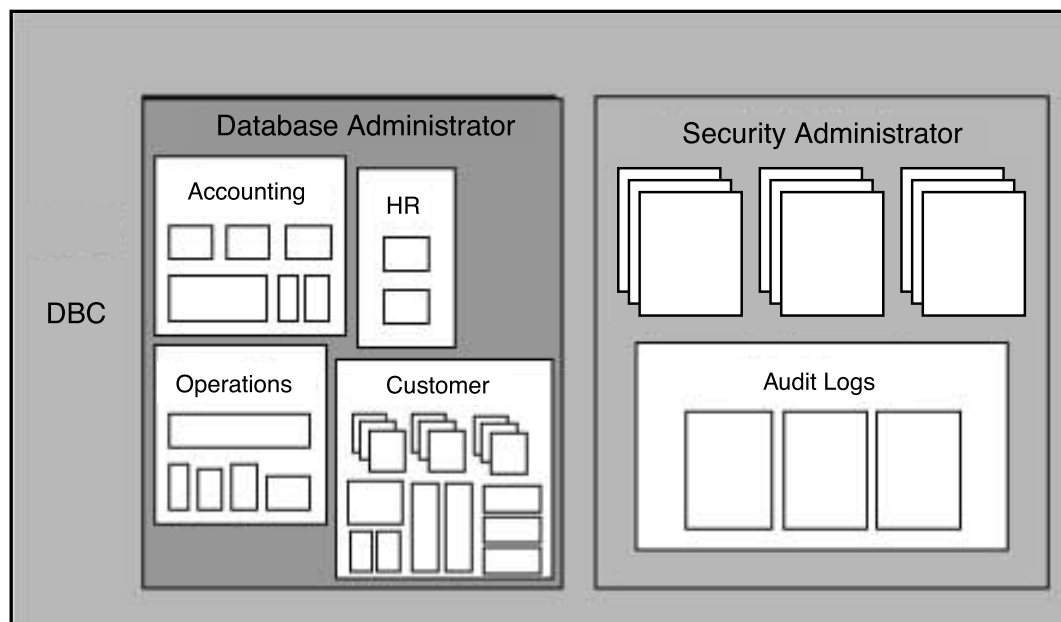 Database Administrator
Security Administrator
Accounting
HR
DBC
Operations
Customer
Audit Logs